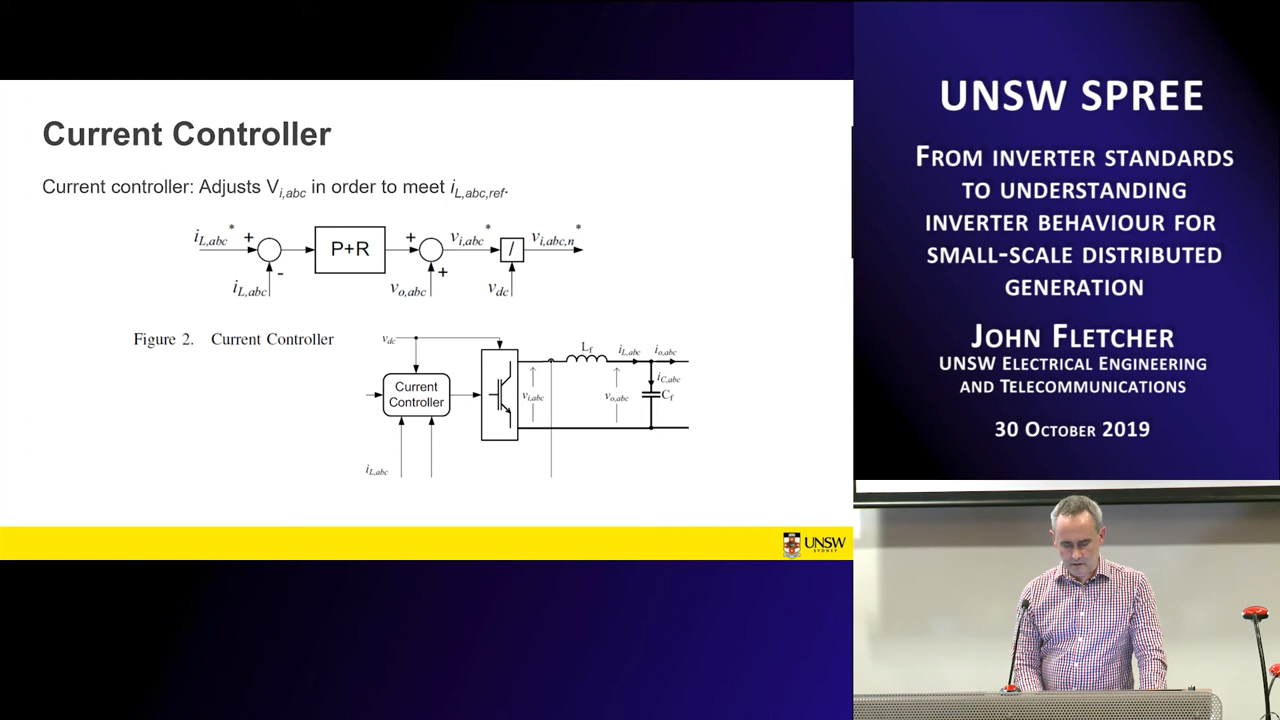 Current Controller
Current controller: Adjusts Vi,abc in order to meet iL,abc,ref.
iL,abc* + P+R + vi,abc* / vi,abc,n*
- +
iL,abc vo,abc vdc
Figure 2. Current Controller
vdc
Current
Controller
Lf iL,abc io,abc
iC,abc
vi,abc vo,abc Cf
iL,abc
UNSW
SYDNEY
UNSW SPREE
FROM INVERTER STANDARDS
TO UNDERSTANDING
INVERTER BEHAVIOUR FOR
SMALL-SCALE DISTRIBUTED
GENERATION
JOHN FLETCHER
UNSW ELECTRICAL ENGINEERING
AND TELECOMMUNICATIONS
30 OCTOBER 2019